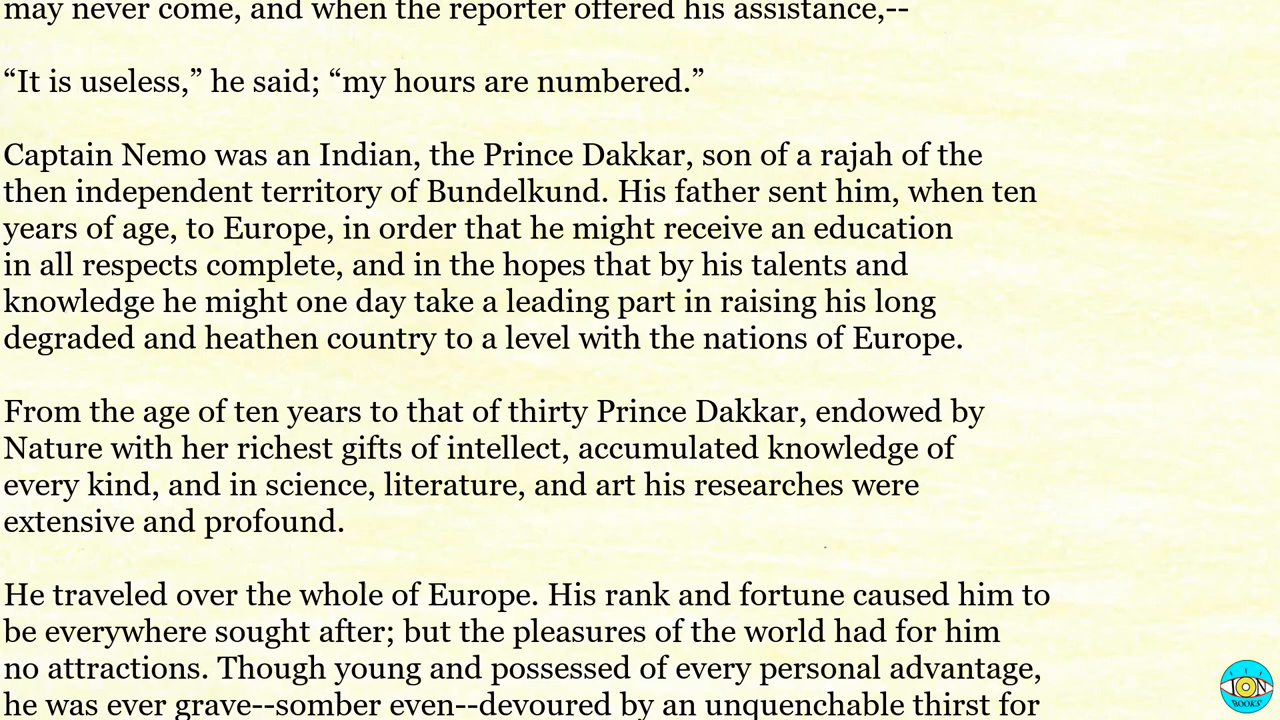 may never come, and when the reporter offered his assistance,--
“It is useless,” he said; “my hours are numbered.”
Captain Nemo was an Indian, the Prince Dakkar, son of a rajah of the
then independent territory of Bundelkund. His father sent him, when ten
years of age, to Europe, in order that he might receive an education
in all respects complete, and in the hopes that by his talents and
knowledge he might one day take a leading part in raising his long
degraded and heathen country to a level with the nations of Europe.
From the age of ten years to that of thirty Prince Dakkar, endowed by
Nature with her richest gifts of intellect, accumulated knowledge of
every kind, and in science, literature, and art his researches were
extensive and profound.
He traveled over the whole of Europe. His rank and fortune caused him to
be everywhere sought after; but the pleasures of the world had for him
no attractions. Though young and possessed of every personal advantage,
he was ever grave--somber even--devoured by an unquenchable thirst for
ION
BOOKS